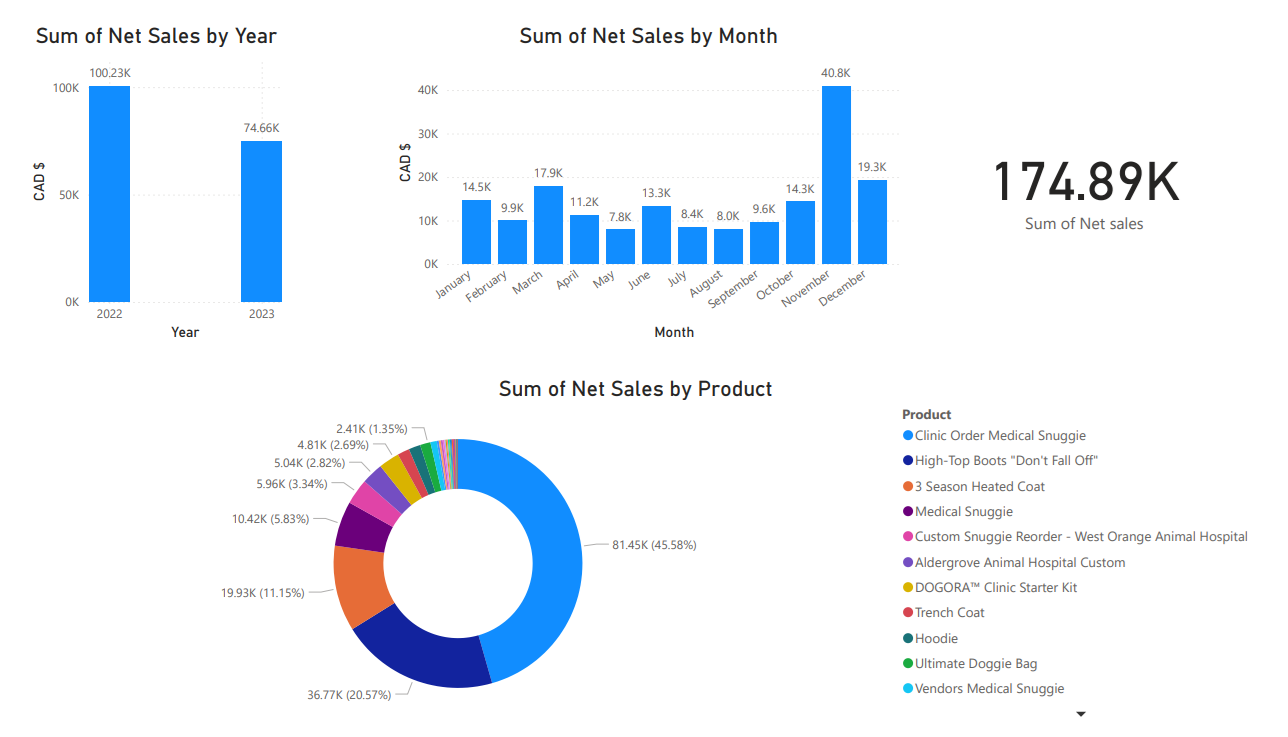 Sum of Net Sales by Year
100.23K
74.66K
100K
50K
0K
CAD $
2022
2023
Year
Sum of Net Sales by Month
40K
30K
20K
10K
0K
CAD $
14.5K
9.9K
17.9K
11.2K
7.8K
13.3K
8.4K
8.0K
9.6K
14.3K
40.8K
19.3K
January
February
March
April
May
June
July
August
September
October
November
December
Month
174.89K
Sum of Net sales
Sum of Net Sales by Product
2.41K (1.35%)
4.81K (2.69%)
5.04K (2.82%)
5.96K (3.34%)
10.42K (5.83%)
19.93K (11.15%)
36.77K (20.57%)
81.45K (45.58%)
Product
Clinic Order Medical Snuggie
High-Top Boots "Don't Fall Off"
3 Season Heated Coat
Medical Snuggie
Custom Snuggie Reorder - West Orange Animal Hospital
Aldergrove Animal Hospital Custom
DOGORA™ Clinic Starter Kit
Trench Coat
Hoodie
Ultimate Doggie Bag
Vendors Medical Snuggie